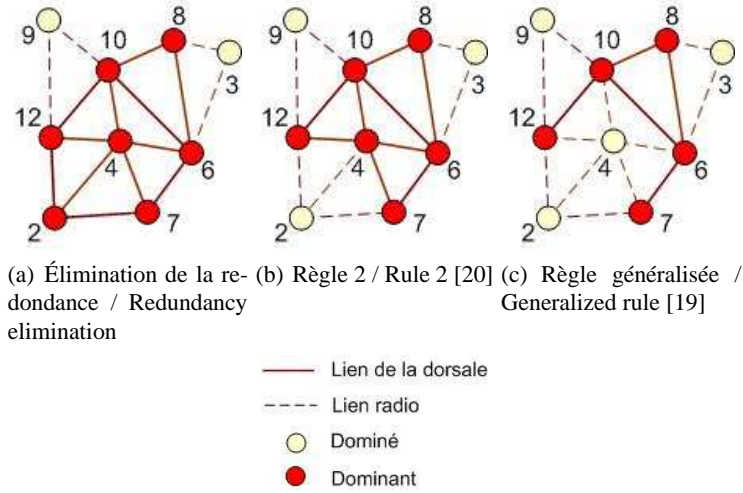 8
9
10
3
12
4
6
2
7
8
9
10
3
12
4
6
2
7
8
9
10
3
12
4
6
2
7
(a) Élimination de la re-
dondance / Redundancy
elimination
(b) Règle 2 / Rule 2 [20]
(c) Règle généralisée /
Generalized rule [19]
Lien de la dorsale
Lien radio
Dominé
Dominant